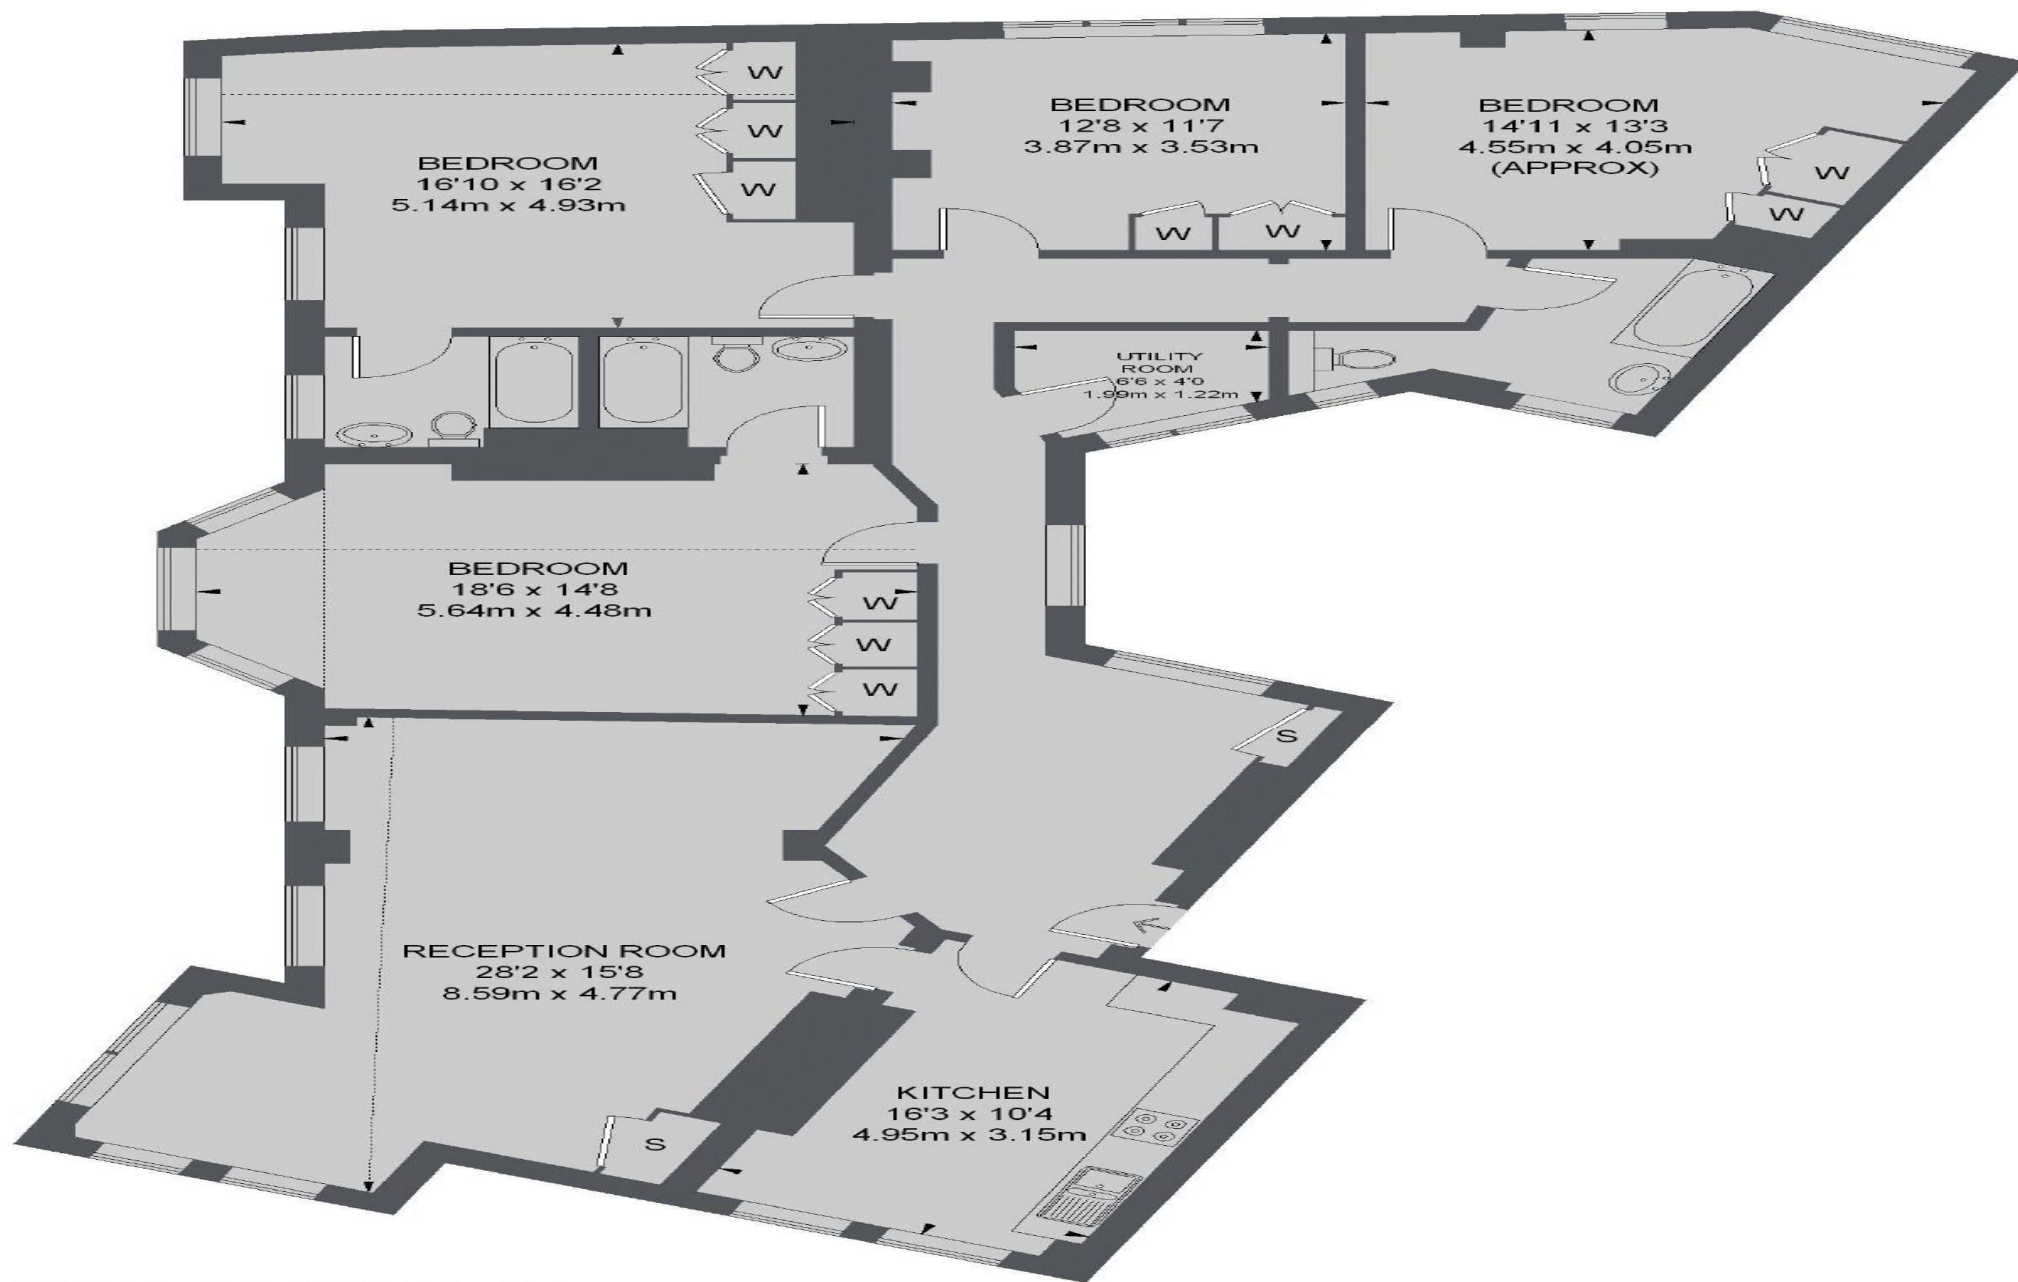 BEDROOM
16'10 x 16'2
5.14m x 4.93m
W
W
W
BEDROOM
12'8 x 11'7
3.87m x 3.53m
W
W
BEDROOM
14'11 x 13'3
4.55m x 4.05m
(APPROX)
W
W
UTILITY
ROOM
6'6 x 4'0
1.99m x 1.22m
BEDROOM
18'6 x 14'8
5.64m x 4.48m
W
W
W
S
RECEPTION ROOM
28'2 x 15'8
8.59m x 4.77m
S
KITCHEN
16'3 x 10'4
4.95m x 3.15m